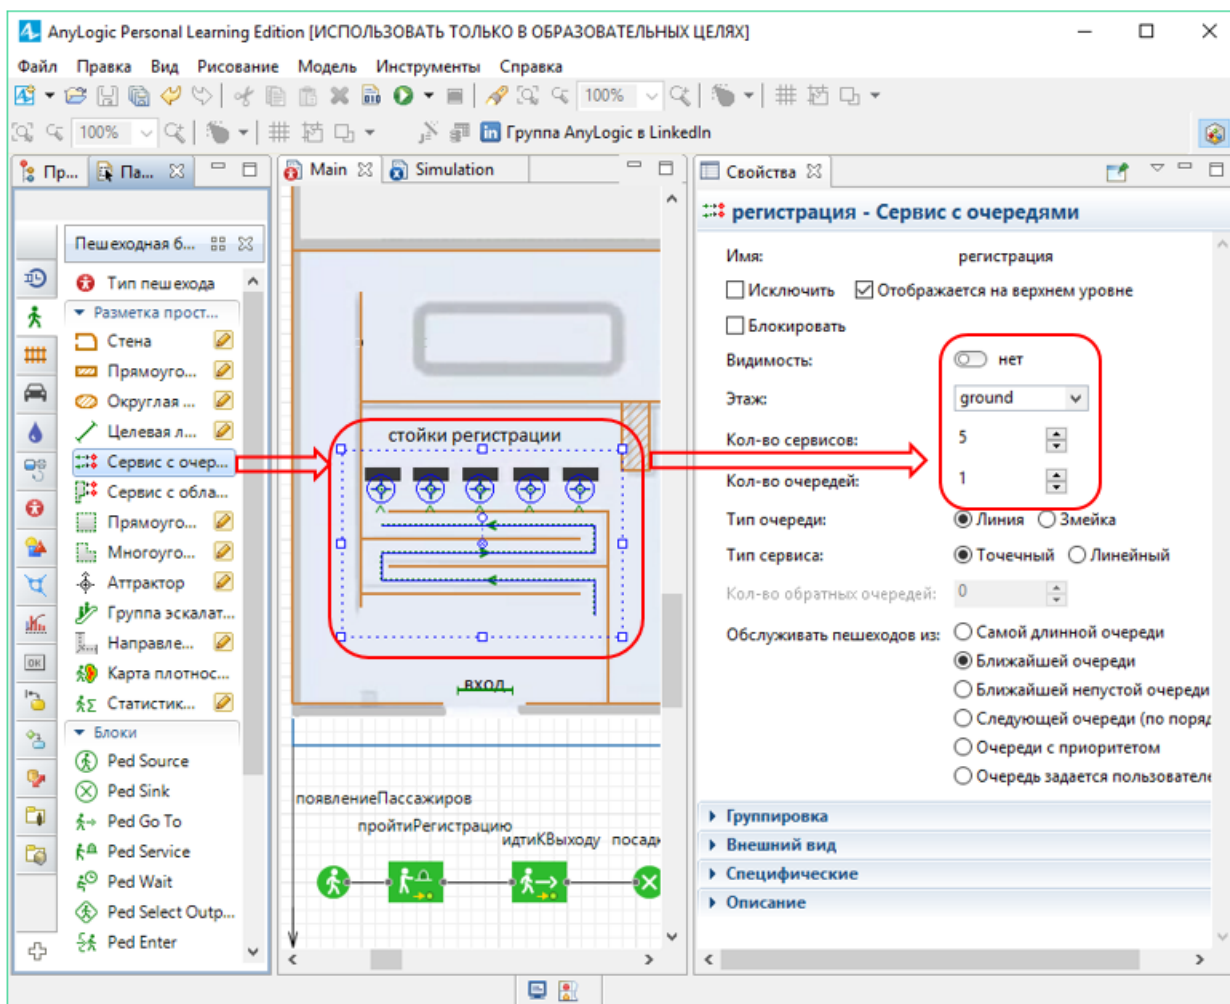 AnyLogic Personal Learning Edition [ИСПОЛЬЗОВАТЬ ТОЛЬКО В ОБРАЗОВАТЕЛЬНЫХ ЦЕЛЯХ]
Файл Правка Вид Рисование Модель Инструменты Справка
100%
100% Группа AnyLogic в LinkedIn
Пр... Па...
Пешеходная б...
Тип пешехода
Разметка прост...
Стена
Прямоуго...
Округлая ...
Целевая л...
Сервис с очер...
Сервис с обла...
Прямоуго...
Многоуго...
Аттрактор
Группа эскалат...
Направле...
Карта плотнос...
Статистик...
Блоки
Ped Source
Ped Sink
Ped Go To
Ped Service
Ped Wait
Ped Select Outp...
Ped Enter
Main Simulation
стойки регистрации
вход
появлениеПассажиров
пройтиРегистрацию
идтиКВыходу посадк
Свойства
регистрация - Сервис с очередями
Имя: регистрация
Исключить Отображается на верхнем уровне
Блокировать
Видимость: нет
Этаж: ground
Кол-во сервисов: 5
Кол-во очередей: 1
Тип очереди: Линия Змейка
Тип сервиса: Точечный Линейный
Кол-во обратных очередей: 0
Обслуживать пешеходов из: Самой длинной очереди
Ближайшей очереди
Ближайшей непустой очереди
Следующей очереди (по поряд
Очереди с приоритетом
Очередь задается пользователе
Группировка
Внешний вид
Специфические
Описание